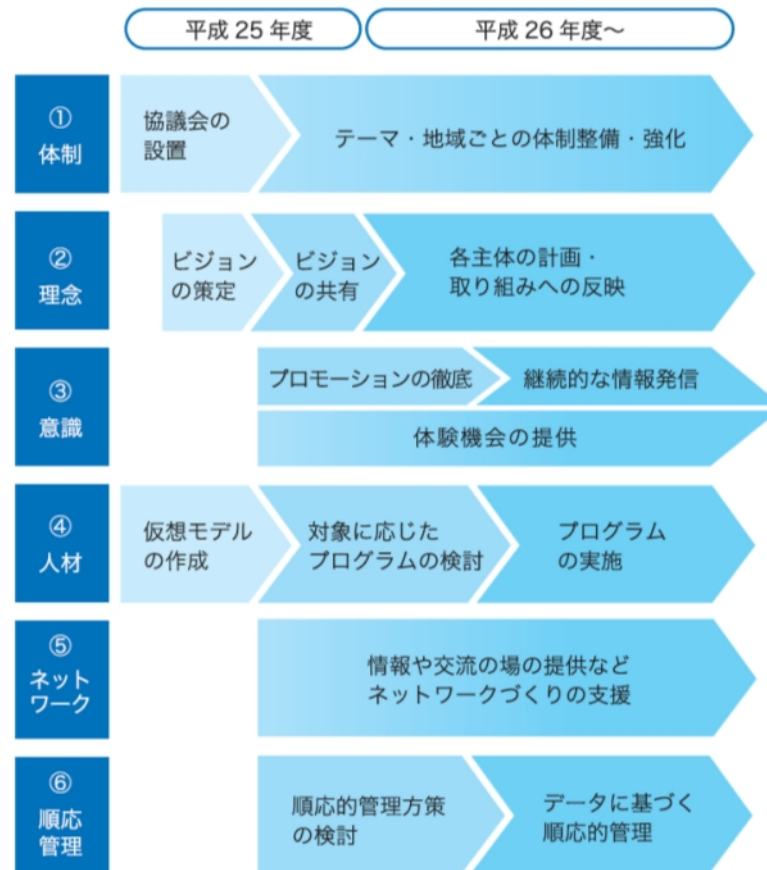 平成 25 年度
平成 26 年度~
①
体制
協議会の
設置
テーマ・地域ごとの体制整備・強化
②
理念
ビジョン
の策定
ビジョン
の共有
各主体の計画・
取り組みへの反映
③
意識
プロモーションの徹底
継続的な情報発信
体験機会の提供
④
人材
仮想モデル
の作成
対象に応じた
プログラムの検討
プログラム
の実施
⑤
ネット
ワーク
情報や交流の場の提供など
ネットワークづくりの支援
⑥
順応
管理
順応的管理方策
の検討
データに基づく
順応的管理